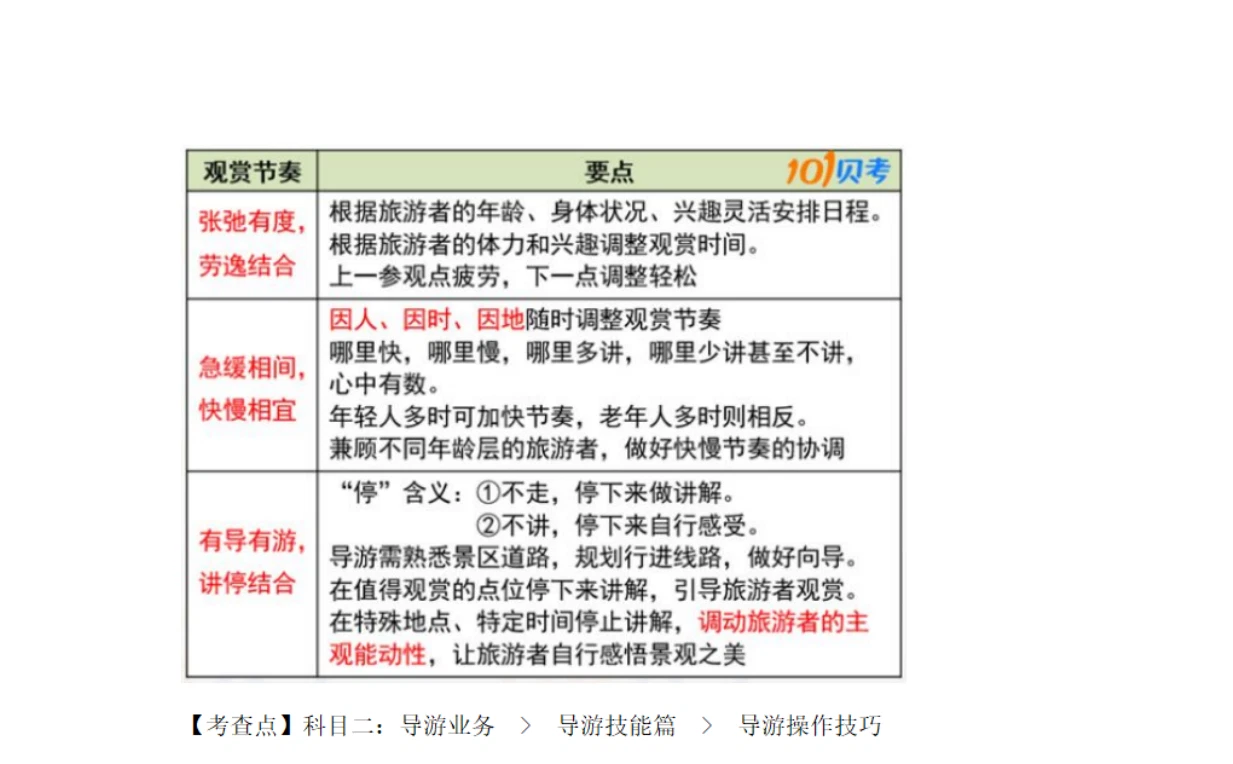 观赏节奏
要点
101贝考
张弛有度，
劳逸结合
根据旅游者的年龄、身体状况、兴趣灵活安排日程。
根据旅游者的体力和兴趣调整观赏时间。
上一参观点疲劳，下一点调整轻松
急缓相间，
快慢相宜
因人、因时、因地随时调整观赏节奏
哪里快，哪里慢，哪里多讲，哪里少讲甚至不讲，
心中有数。
年轻人多时可加快节奏，老年人多时则相反。
兼顾不同年龄层的旅游者，做好快慢节奏的协调
有导有游，
讲停结合
“停”含义：①不走，停下来做讲解。
②不讲，停下来自行感受。
导游需熟悉景区道路，规划行进线路，做好向导。
在值得观赏的点位停下来讲解，引导旅游者观赏。
在特殊地点、特定时间停止讲解，调动旅游者的主
观能动性，让旅游者自行感悟景观之美
【考查点】科目二：导游业务 > 导游技能篇 > 导游操作技巧